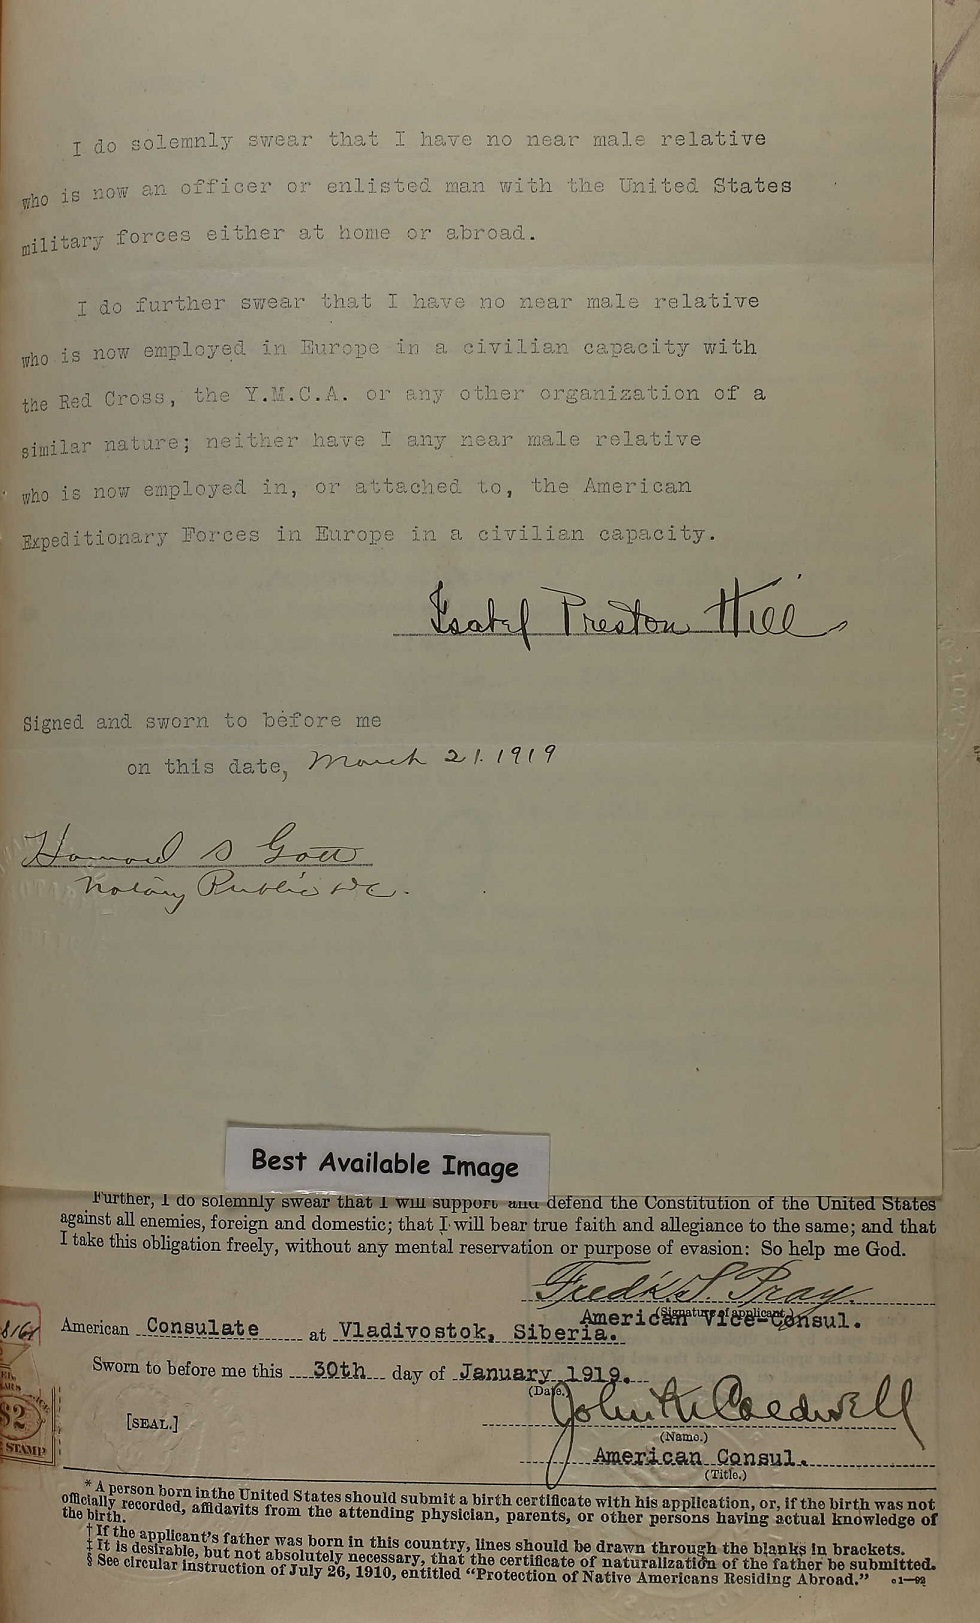 I do solemnly swear that I have no near male relative
who is now an officer or enlisted man with the United States
military forces either at home or abroad.
I do further swear that I have no near male relative
who is now employed in Europe in a civilian capacity with
the Red Cross, the Y.M.C.A. or any other organization of a
similar nature; neither have I any near male relative
who is now employed in, or attached to, the American
Expeditionary Forces in Europe in a civilian capacity.
Isabel Preston Hill
Signed and sworn to before me
on this date, March 21. 1919
Howard S Gott
Notary Public DC.
Best Available Image
Further, I do solemnly swear that I will support and defend the Constitution of the United States
against all enemies, foreign and domestic; that I will bear true faith and allegiance to the same; and that
I take this obligation freely, without any mental reservation or purpose of evasion: So help me God.
Fred'k S. Pray
(Signature of applicant.)
American Vice-Consul.
American Consulate at Vladivostok, Siberia.
Sworn to before me this 30th day of January 1919.
(Date.)
John K Caldwell
[SEAL.]
(Name.)
American Consul.
(Title.)
$2
STAMP
* A person born in the United States should submit a birth certificate with his application, or, if the birth was not
officially recorded, affidavits from the attending physician, parents, or other persons having actual knowledge of
the birth.
† If the applicant's father was born in this country, lines should be drawn through the blanks in brackets.
‡ It is desirable, but not absolutely necessary, that the certificate of naturalization of the father be submitted.
§ See circular instruction of July 26, 1910, entitled "Protection of Native Americans Residing Abroad."